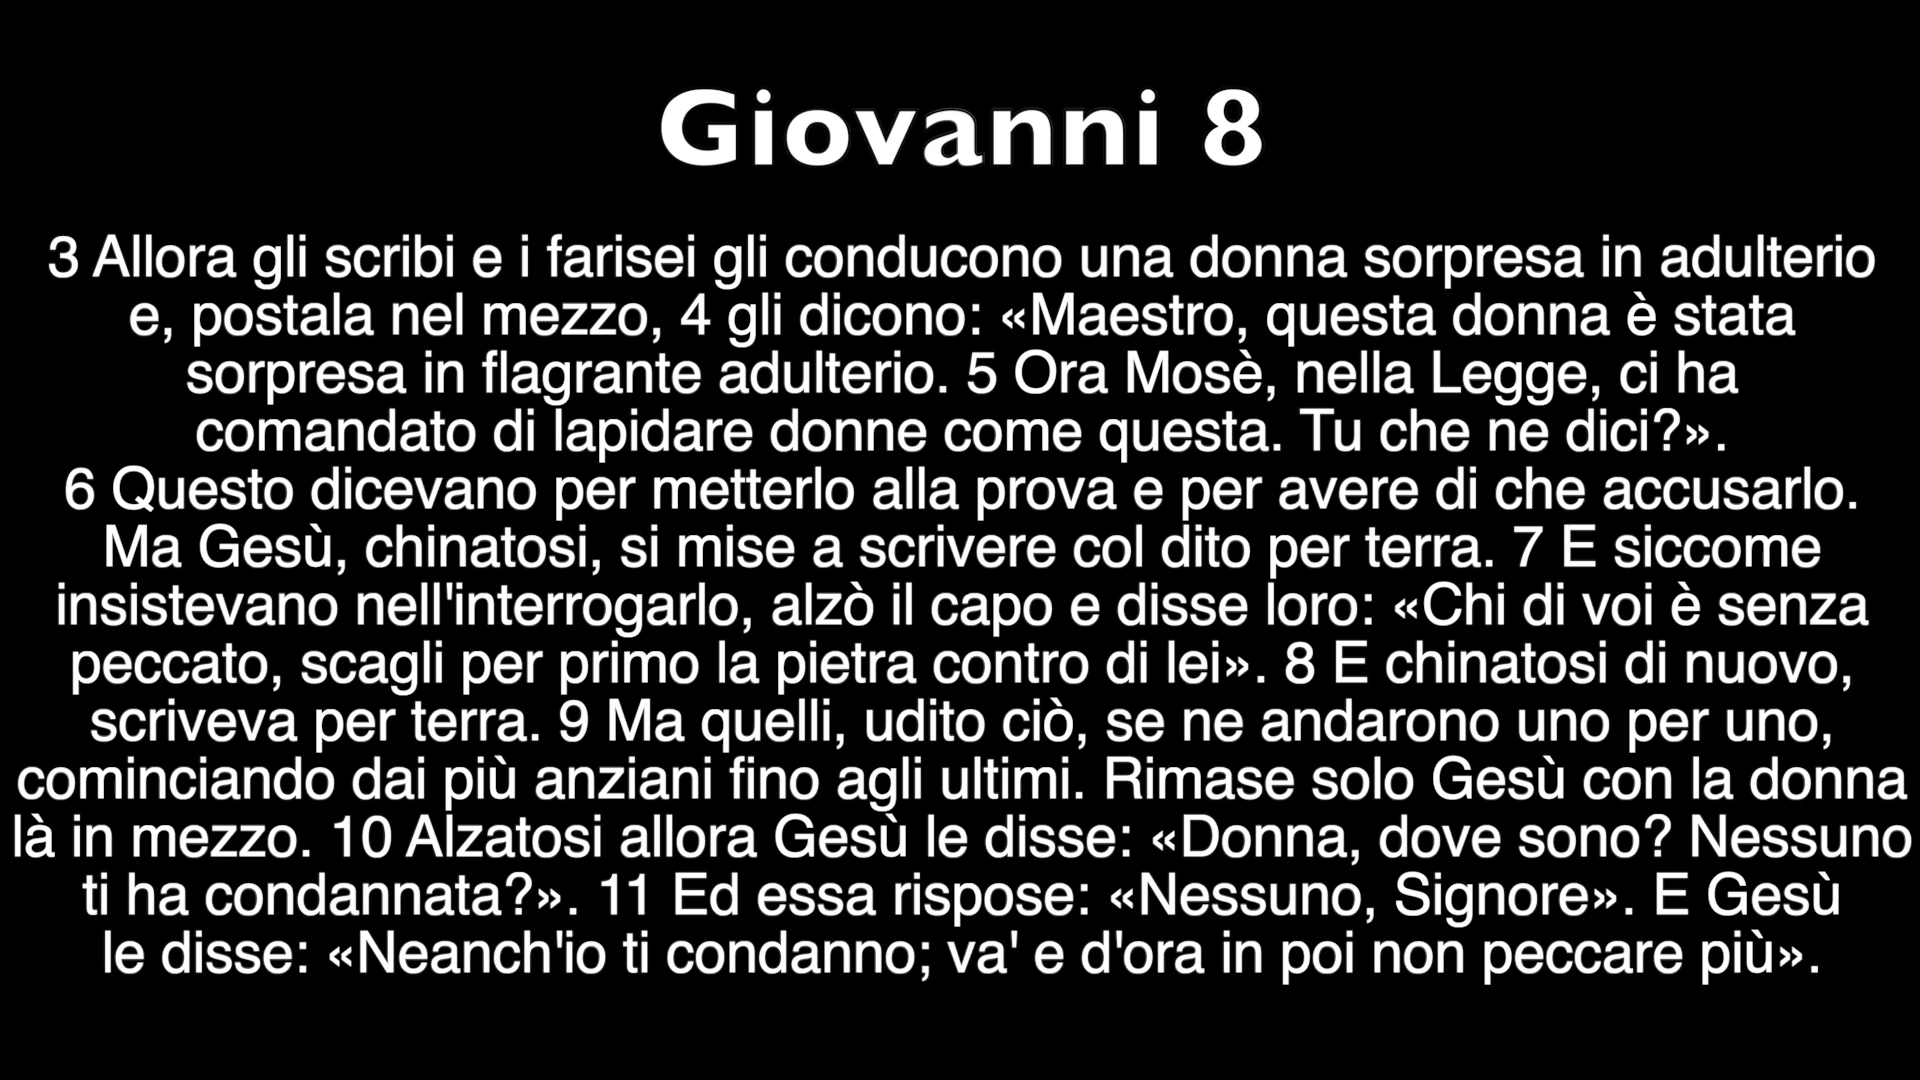 Giovanni 8
3 Allora gli scribi e i farisei gli conducono una donna sorpresa in adulterio
e, postala nel mezzo, 4 gli dicono: «Maestro, questa donna è stata
sorpresa in flagrante adulterio. 5 Ora Mosè, nella Legge, ci ha
comandato di lapidare donne come questa. Tu che ne dici?».
6 Questo dicevano per metterlo alla prova e per avere di che accusarlo.
Ma Gesù, chinatosi, si mise a scrivere col dito per terra. 7 E siccome
insistevano nell'interrogarlo, alzò il capo e disse loro: «Chi di voi è senza
peccato, scagli per primo la pietra contro di lei». 8 E chinatosi di nuovo,
scriveva per terra. 9 Ma quelli, udito ciò, se ne andarono uno per uno,
cominciando dai più anziani fino agli ultimi. Rimase solo Gesù con la donna
là in mezzo. 10 Alzatosi allora Gesù le disse: «Donna, dove sono? Nessuno
ti ha condannata?». 11 Ed essa rispose: «Nessuno, Signore». E Gesù
le disse: «Neanch'io ti condanno; va' e d'ora in poi non peccare più».